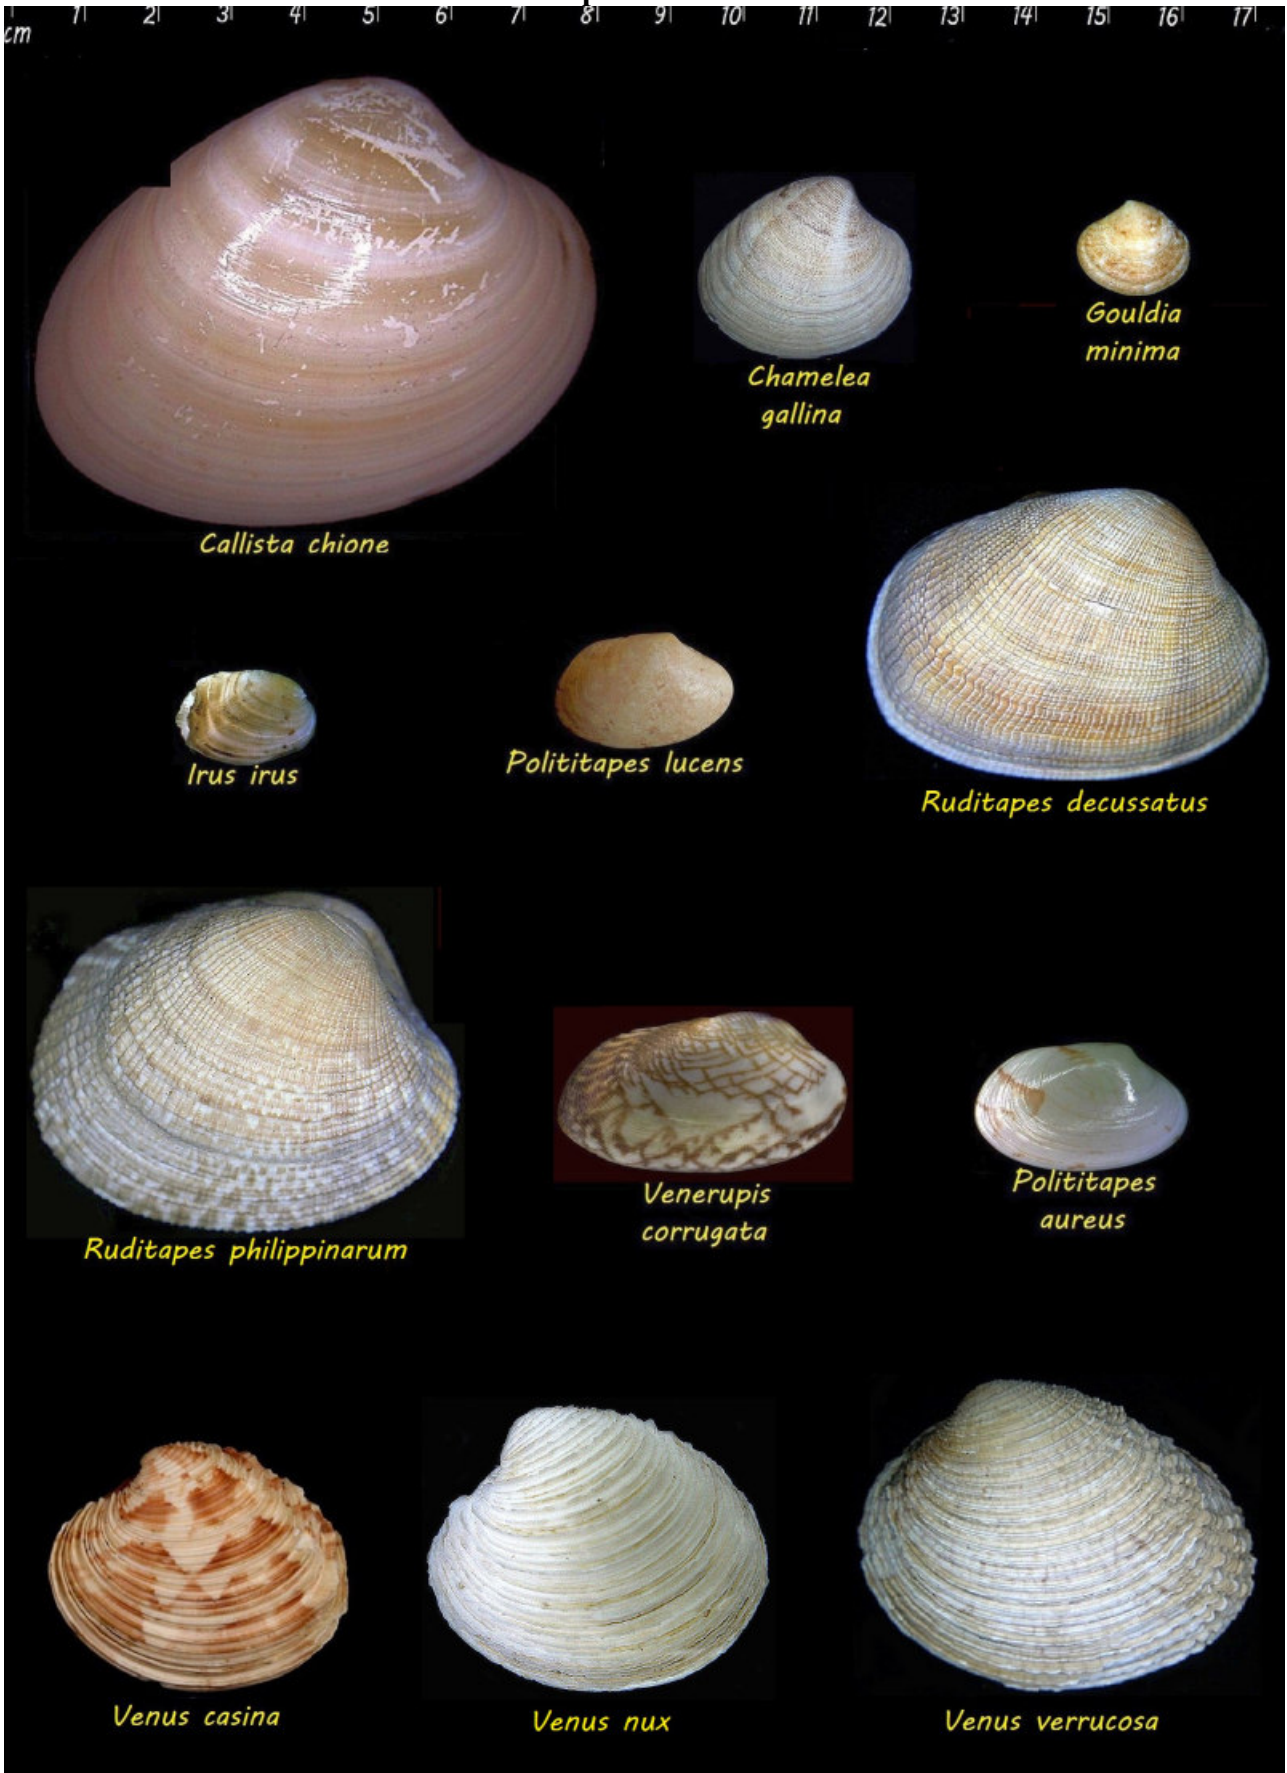 1 2 3 4 5 6 7 8 9 10 11 12 13 14 15 16 17
cm
Callista chione
Chamelea
gallina
Gouldia
minima
Irus irus
Polititapes lucens
Ruditapes decussatus
Ruditapes philippinarum
Venerupis
corrugata
Polititapes
aureus
Venus casina
Venus nux
Venus verrucosa